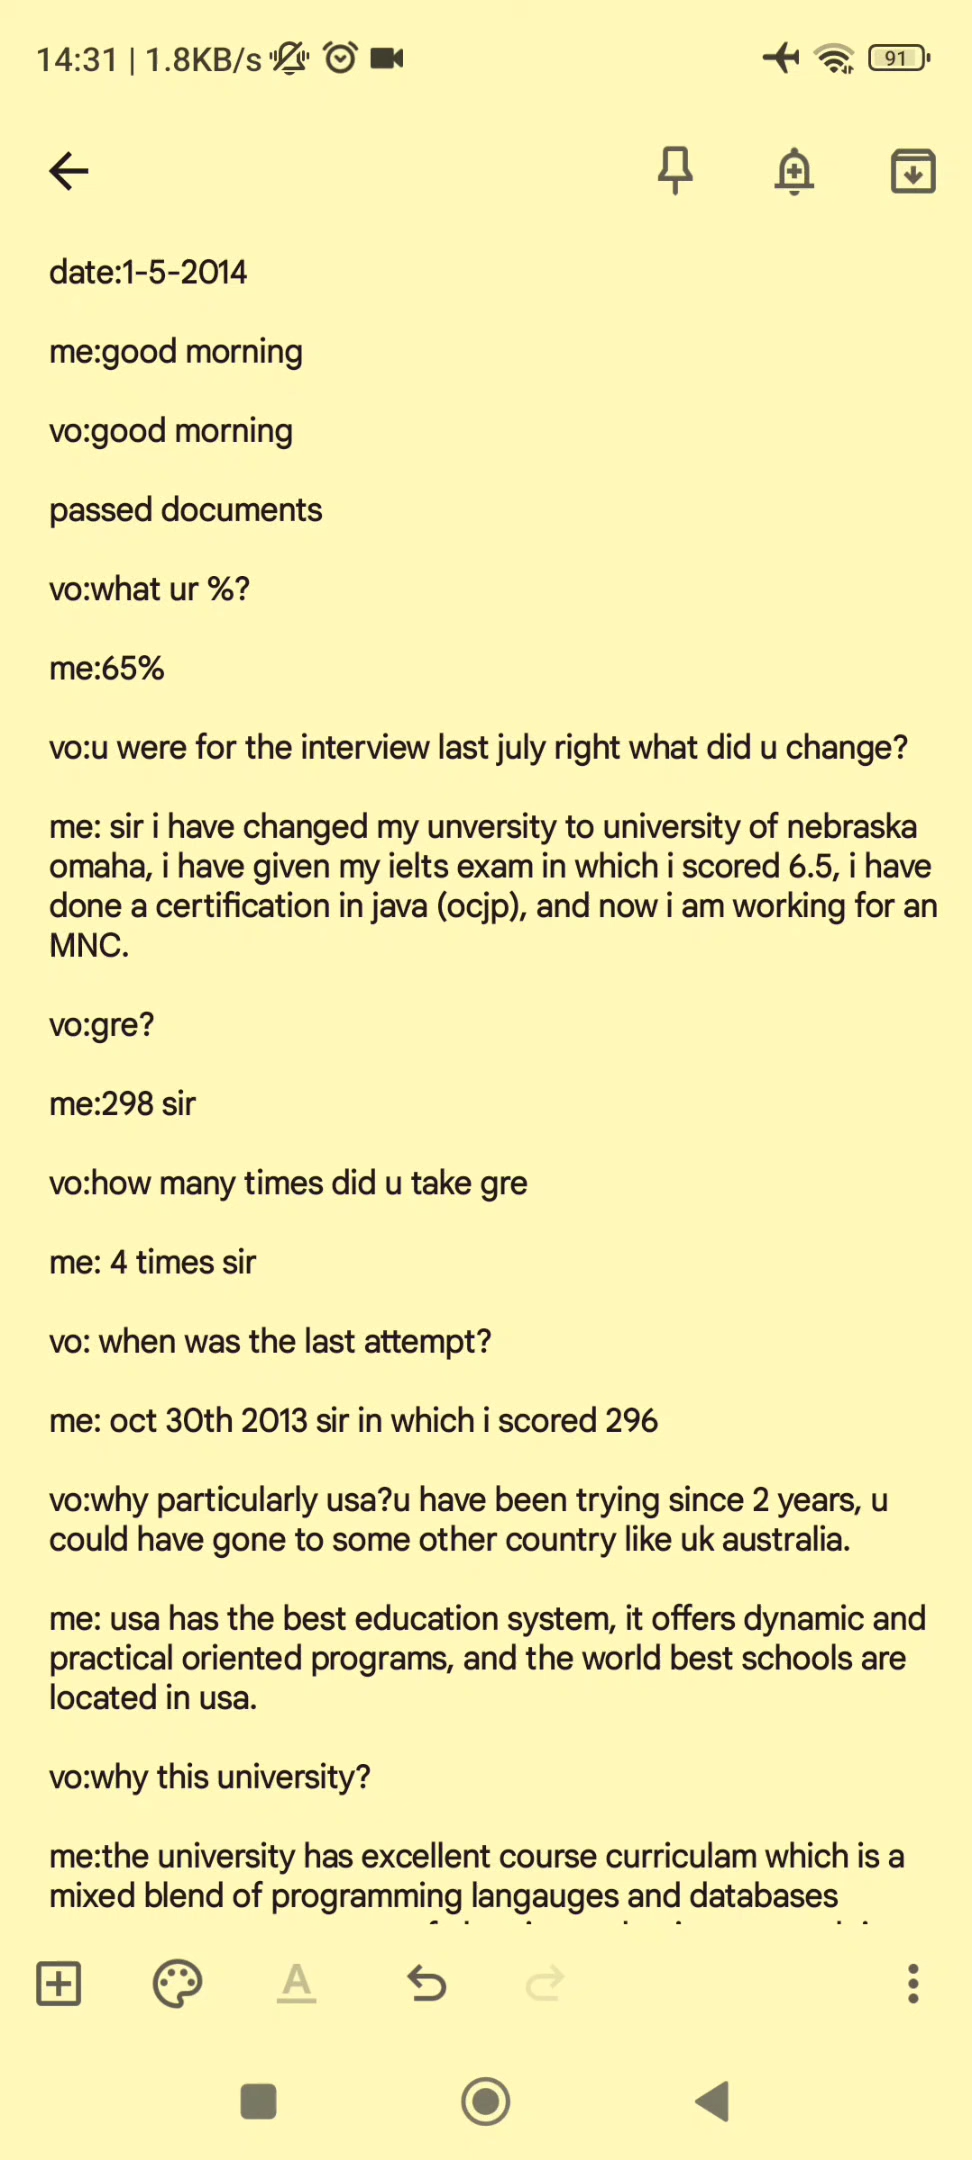 14:31 | 1.8KB/s
91
date:1-5-2014
me:good morning
vo:good morning
passed documents
vo:what ur %?
me:65%
vo:u were for the interview last july right what did u change?
me: sir i have changed my unversity to university of nebraska
omaha, i have given my ielts exam in which i scored 6.5, i have
done a certification in java (ocjp), and now i am working for an
MNC.
vo:gre?
me:298 sir
vo:how many times did u take gre
me: 4 times sir
vo: when was the last attempt?
me: oct 30th 2013 sir in which i scored 296
vo:why particularly usa?u have been trying since 2 years, u
could have gone to some other country like uk australia.
me: usa has the best education system, it offers dynamic and
practical oriented programs, and the world best schools are
located in usa.
vo:why this university?
me:the university has excellent course curriculam which is a
mixed blend of programming langauges and databases
A